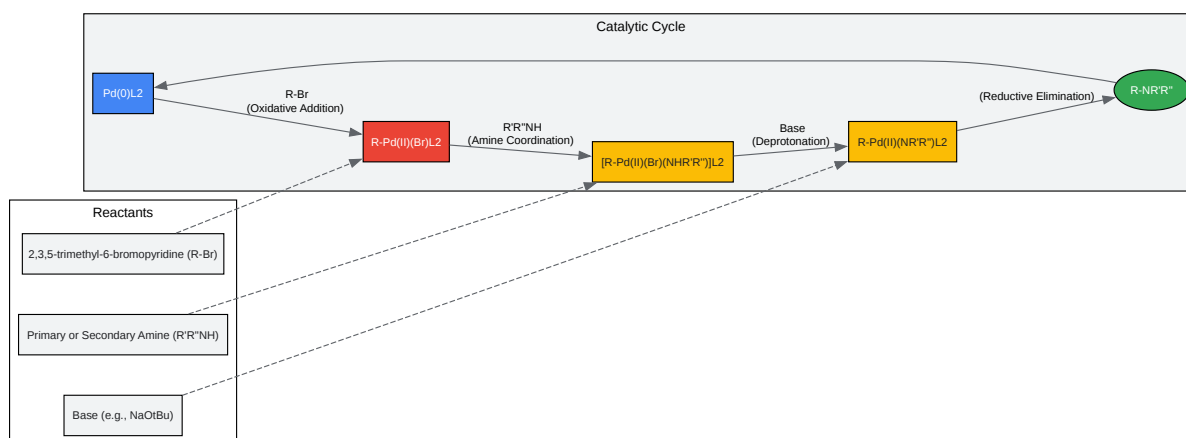 Catalytic Cycle
Pd(0)L2
R-Br
(Oxidative Addition)
R-Pd(II)(Br)L2
R'R"NH
(Amine Coordination)
[R-Pd(II)(Br)(NHR'R")]L2
Base
(Deprotonation)
R-Pd(II)(NR'R")L2
(Reductive Elimination)
R-NR'R"
Reactants
2,3,5-trimethyl-6-bromopyridine (R-Br)
Primary or Secondary Amine (R'R"NH)
Base (e.g., NaOtBu)